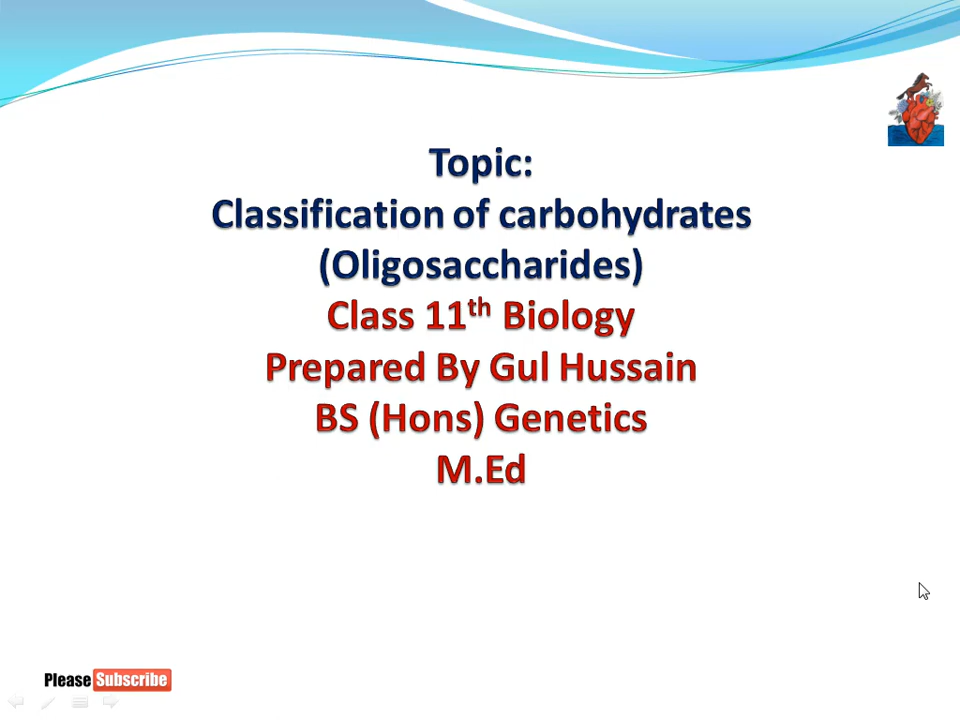 Topic:
Classification of carbohydrates
(Oligosaccharides)
Class 11th Biology
Prepared By Gul Hussain
BS (Hons) Genetics
M.Ed
Please Subscribe